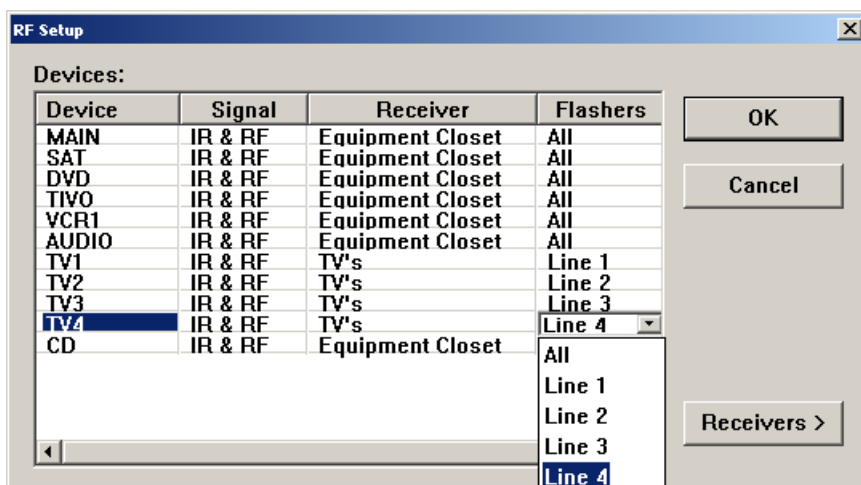 RF Setup
Devices:
Device Signal Receiver Flashers
MAIN IR & RF Equipment Closet All
SAT IR & RF Equipment Closet All
DVD IR & RF Equipment Closet All
TIVO IR & RF Equipment Closet All
VCR1 IR & RF Equipment Closet All
AUDIO IR & RF Equipment Closet All
TV1 IR & RF TV's Line 1
TV2 IR & RF TV's Line 2
TV3 IR & RF TV's Line 3
TV4 IR & RF TV's Line 4
CD IR & RF Equipment Closet
All
Line 1
Line 2
Line 3
Line 4
OK
Cancel
Receivers >